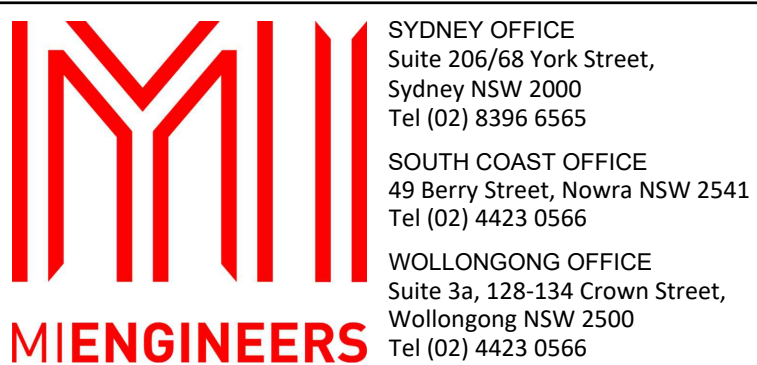 MIENGINEERS
SYDNEY OFFICE
Suite 206/68 York Street,
Sydney NSW 2000
Tel (02) 8396 6565
SOUTH COAST OFFICE
49 Berry Street, Nowra NSW 2541
Tel (02) 4423 0566
WOLLONGONG OFFICE
Suite 3a, 128-134 Crown Street,
Wollongong NSW 2500
Tel (02) 4423 0566